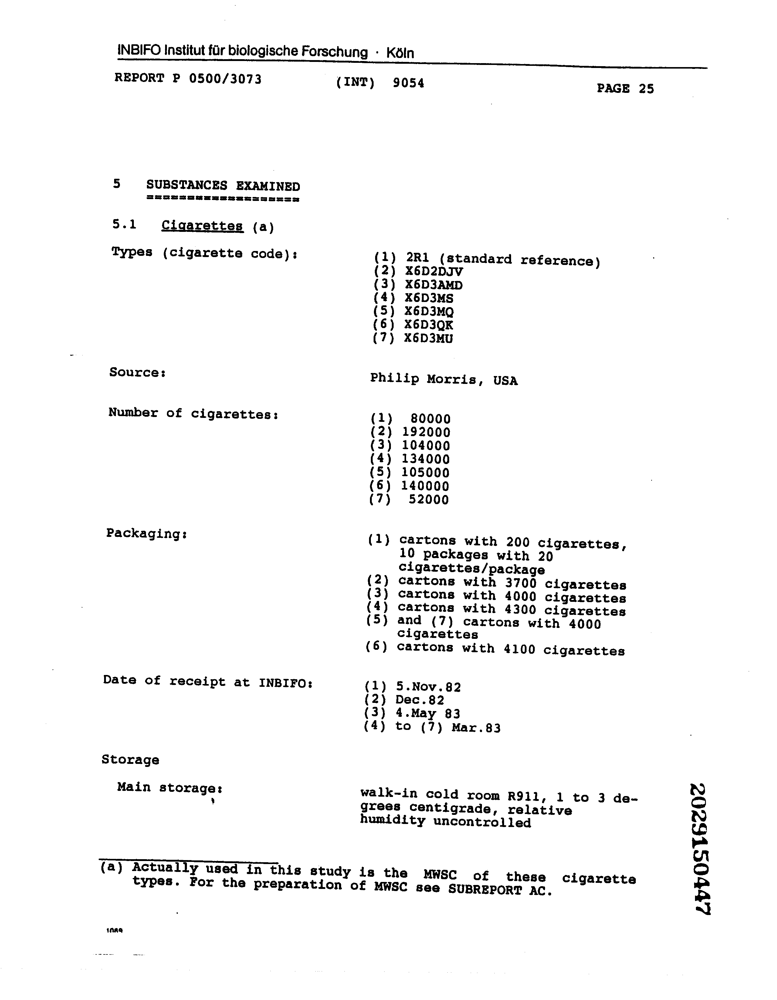 INBIFO Institut für biologische Forschung · Köln
REPORT P 0500/3073 (INT) 9054 PAGE 25
5 SUBSTANCES EXAMINED
===================
5.1 Cigarettes (a)
Types (cigarette code): (1) 2R1 (standard reference)
(2) X6D2DJV
(3) X6D3AMD
(4) X6D3MS
(5) X6D3MQ
(6) X6D3QK
(7) X6D3MU
Source: Philip Morris, USA
Number of cigarettes: (1) 80000
(2) 192000
(3) 104000
(4) 134000
(5) 105000
(6) 140000
(7) 52000
Packaging: (1) cartons with 200 cigarettes,
10 packages with 20
cigarettes/package
(2) cartons with 3700 cigarettes
(3) cartons with 4000 cigarettes
(4) cartons with 4300 cigarettes
(5) and (7) cartons with 4000
cigarettes
(6) cartons with 4100 cigarettes
Date of receipt at INBIFO: (1) 5.Nov.82
(2) Dec.82
(3) 4.May 83
(4) to (7) Mar.83
Storage
Main storage: walk-in cold room R911, 1 to 3 de-
grees centigrade, relative
humidity uncontrolled
(a) Actually used in this study is the MWSC of these cigarette
types. For the preparation of MWSC see SUBREPORT AC.
2029150447